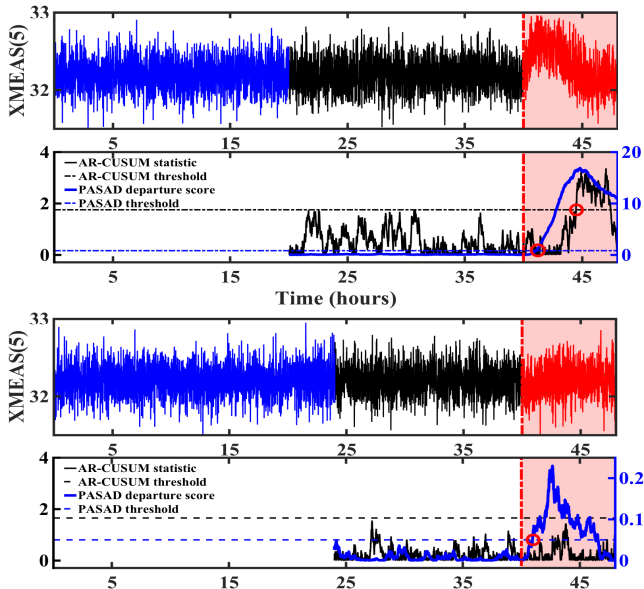 33
XMEAS(5)
32
5 15 25 35 45
4 20
AR-CUSUM statistic
AR-CUSUM threshold
PASAD departure score
PASAD threshold
2 10
0 0
5 15 25 35 45
Time (hours)
33
XMEAS(5)
32
5 15 25 35 45
4
AR-CUSUM statistic
AR-CUSUM threshold
PASAD departure score
PASAD threshold
0.2
2 0.1
0 0
5 15 25 35 45